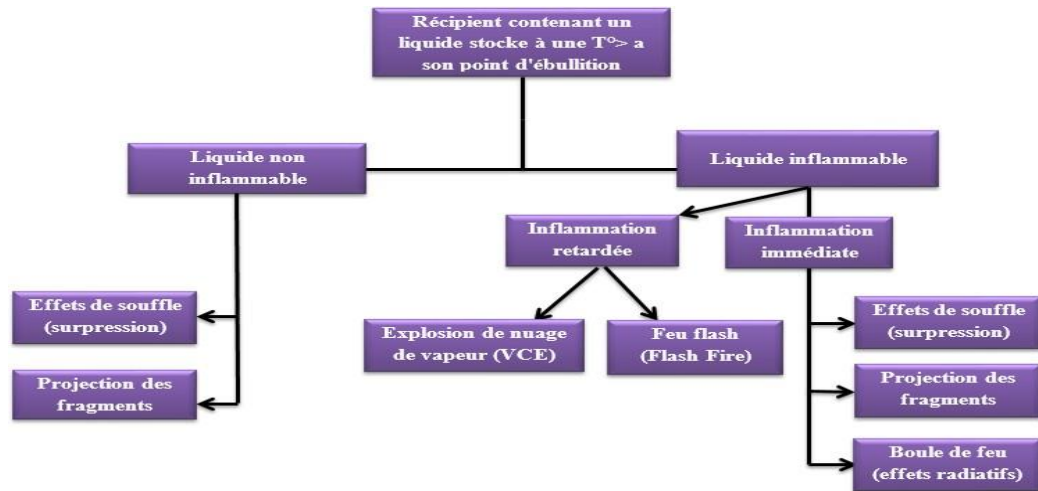 Récipient contenant un
liquide stocke à une T°> a
son point d'ébullition
Liquide non
inflammable
Liquide inflammable
Inflammation
retardée
Inflammation
immédiate
Effets de souffle
(surpression)
Explosion de nuage
de vapeur (VCE)
Feu flash
(Flash Fire)
Effets de souffle
(surpression)
Projection des
fragments
Projection des
fragments
Boule de feu
(effets radiatifs)